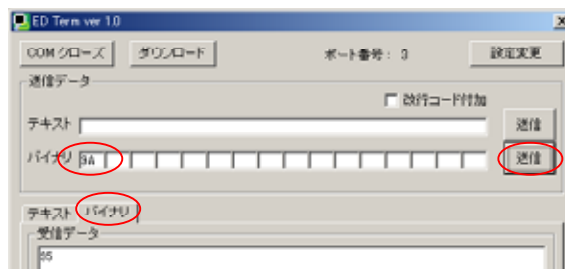 ED Term ver 1.0
COM クローズ ダウンロード ポート番号： 3 設定変更
送信データ
改行コード付加
テキスト 送信
バイナリ 9A 送信
テキスト バイナリ
受信データ